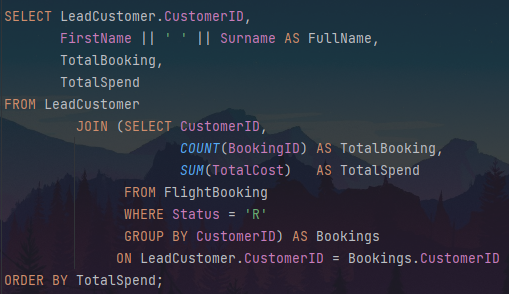 SELECT LeadCustomer.CustomerID,
       FirstName || ' ' || Surname AS FullName,
       TotalBooking,
       TotalSpend
FROM LeadCustomer
         JOIN (SELECT CustomerID,
                      COUNT(BookingID) AS TotalBooking,
                      SUM(TotalCost)   AS TotalSpend
               FROM FlightBooking
               WHERE Status = 'R'
               GROUP BY CustomerID) AS Bookings
              ON LeadCustomer.CustomerID = Bookings.CustomerID
ORDER BY TotalSpend;